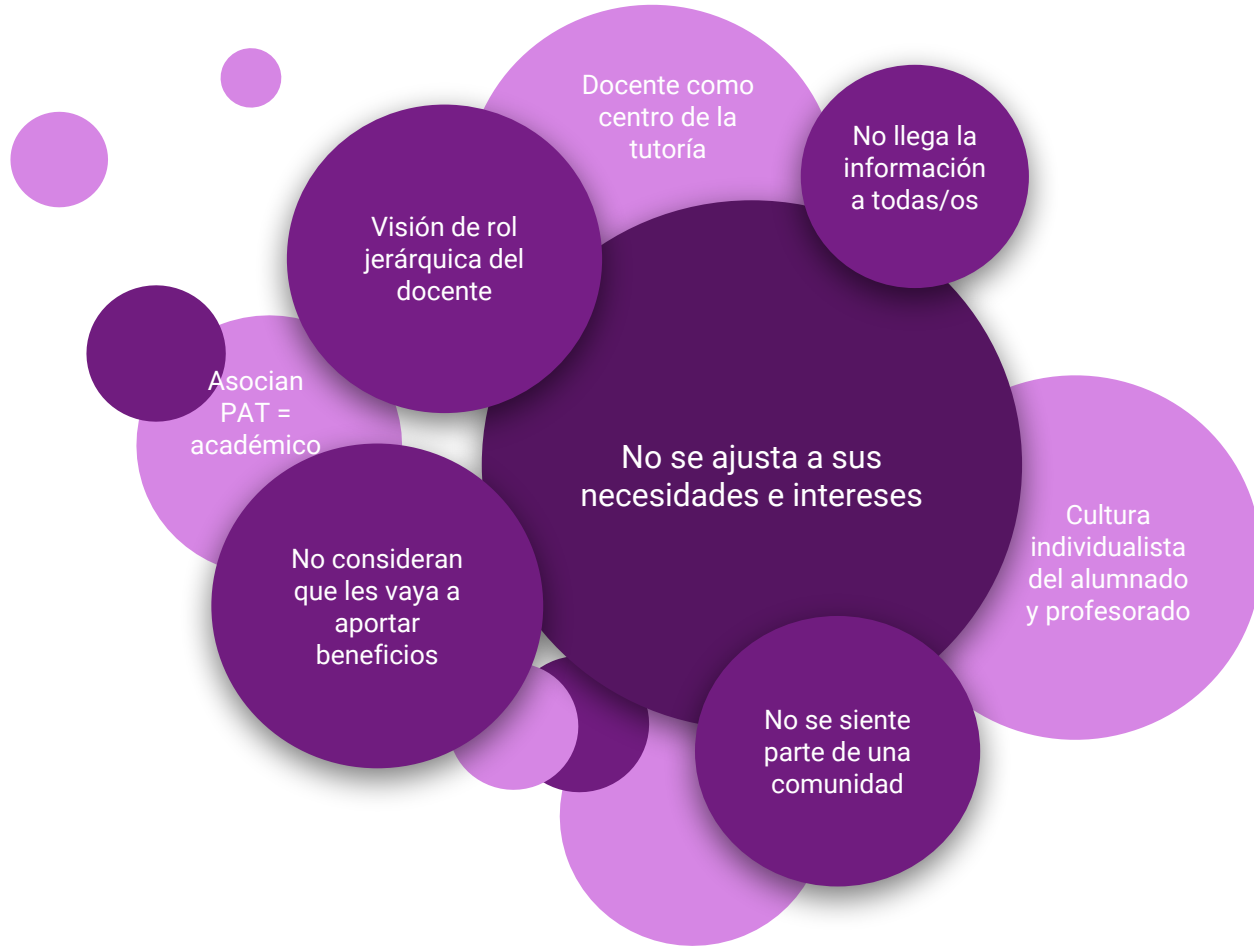 Docente como
centro de la
tutoría
No llega la
información
a todas/os
Visión de rol
jerárquica del
docente
Asocian
PAT =
académico
No se ajusta a sus
necesidades e intereses
Cultura
individualista
del alumnado
y profesorado
No consideran
que les vaya a
aportar
beneficios
No se siente
parte de una
comunidad